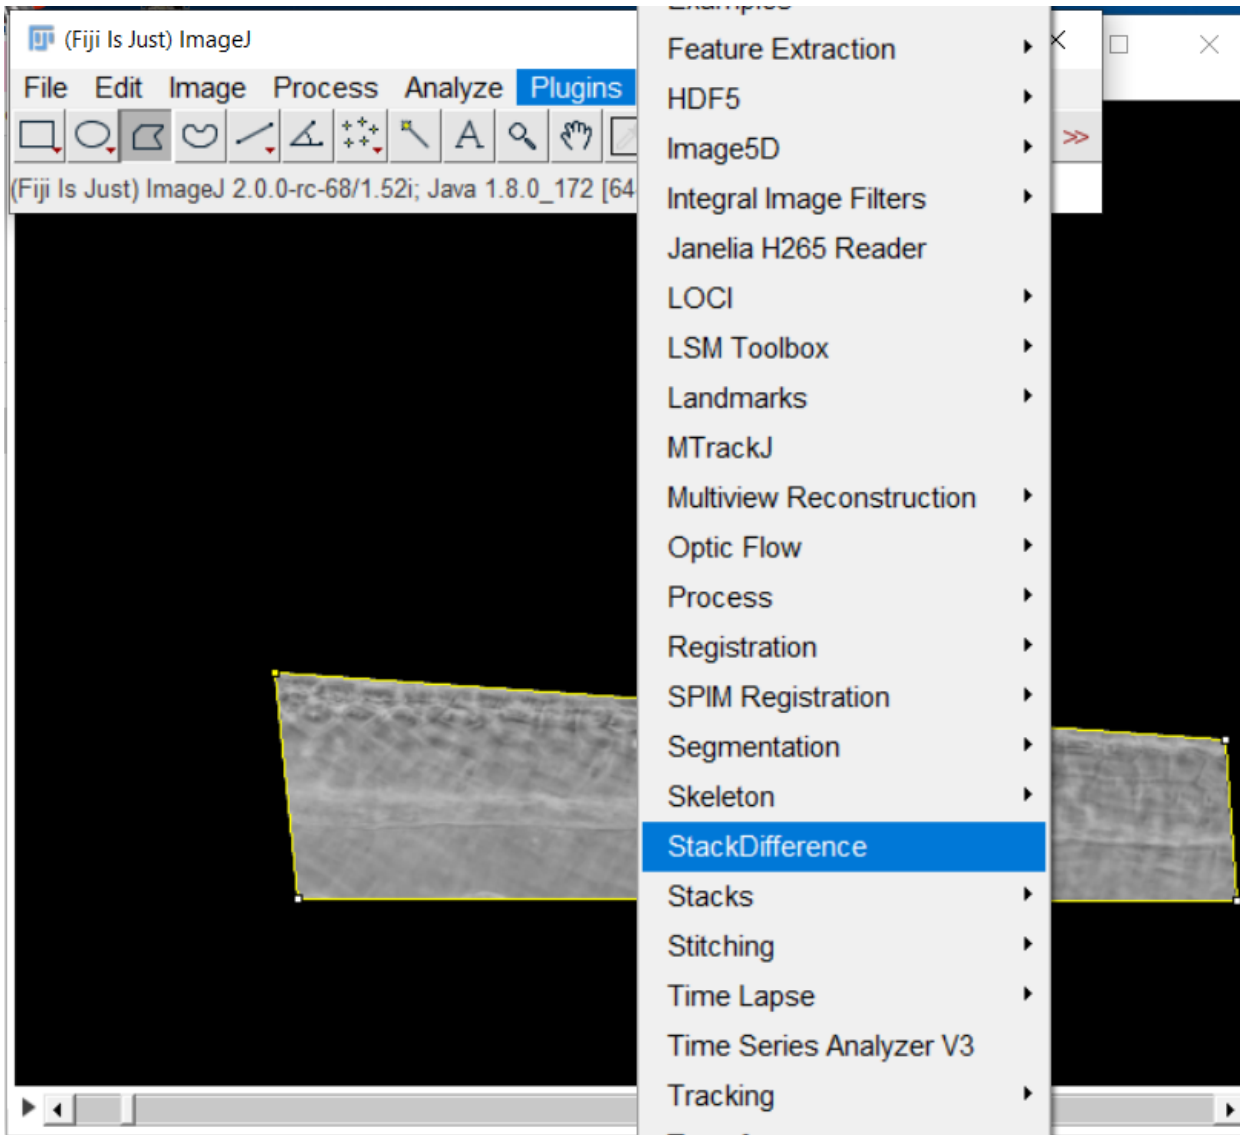 (Fiji Is Just) ImageJ
File Edit Image Process Analyze Plugins
A
(Fiji Is Just) ImageJ 2.0.0-rc-68/1.52i; Java 1.8.0_172 [64
Examples
Feature Extraction
HDF5
Image5D
Integral Image Filters
Janelia H265 Reader
LOCI
LSM Toolbox
Landmarks
MTrackJ
Multiview Reconstruction
Optic Flow
Process
Registration
SPIM Registration
Segmentation
Skeleton
StackDifference
Stacks
Stitching
Time Lapse
Time Series Analyzer V3
Tracking